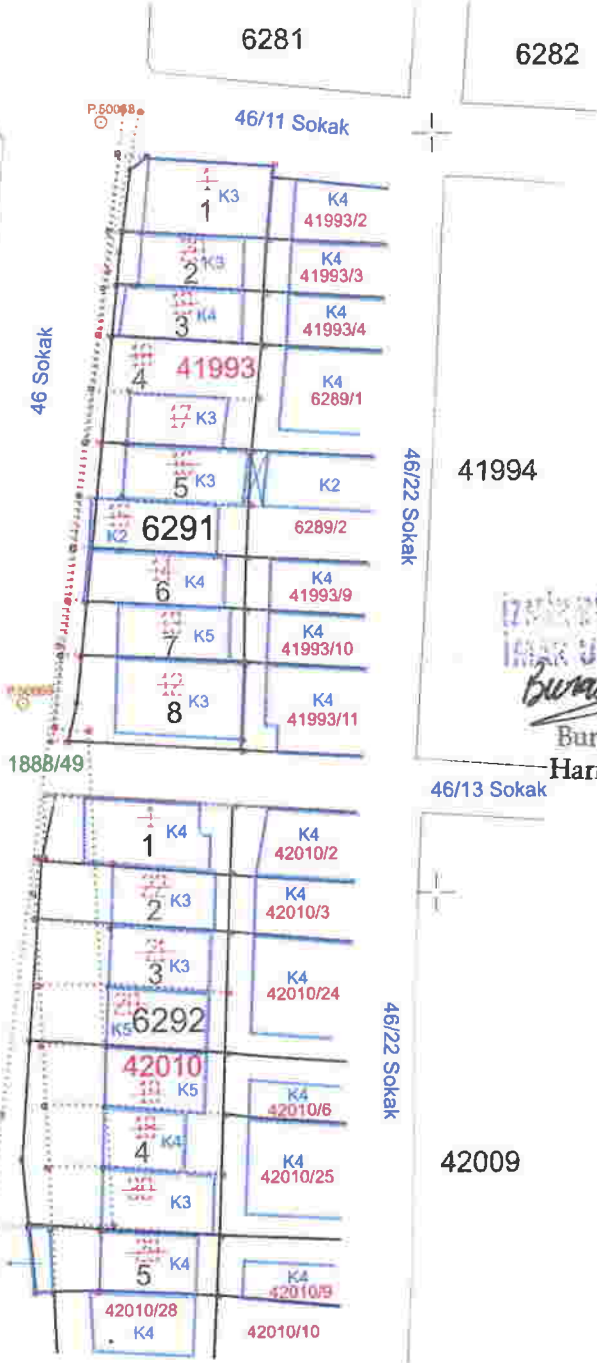 6281
6282
P.50068
46/11 Sokak
1 K3
K4
41993/2
2 K3
K4
41993/3
3 K4
K4
41993/4
46 Sokak
4 41993
K4
6289/1
K3
46/22 Sokak
41994
5 K3
K2
K2 6291
6289/2
6 K4
K4
41993/9
7 K5
K4
41993/10
8 K3
K4
41993/11
Bur
Hari
1888/49
46/13 Sokak
1 K4
K4
42010/2
2 K3
K4
42010/3
3 K3
K4
42010/24
K5 6292
46/22 Sokak
42010
K5
K4
42010/6
4 K4
K4
42010/25
42009
K3
5 K4
K4
42010/9
42010/28
K4
42010/10